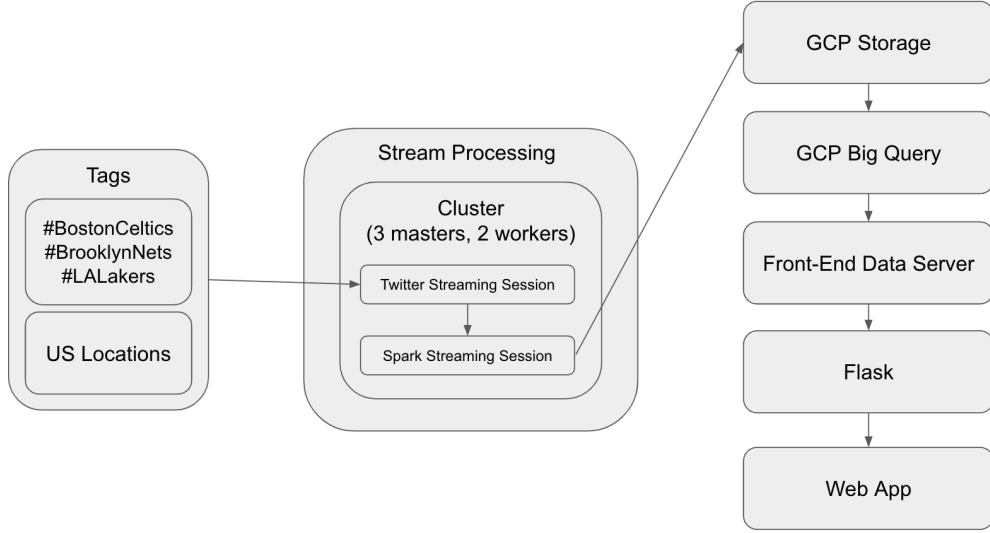 Tags
#BostonCeltics
#BrooklynNets
#LALakers
US Locations
Stream Processing
Cluster
(3 masters, 2 workers)
Twitter Streaming Session
Spark Streaming Session
GCP Storage
GCP Big Query
Front-End Data Server
Flask
Web App